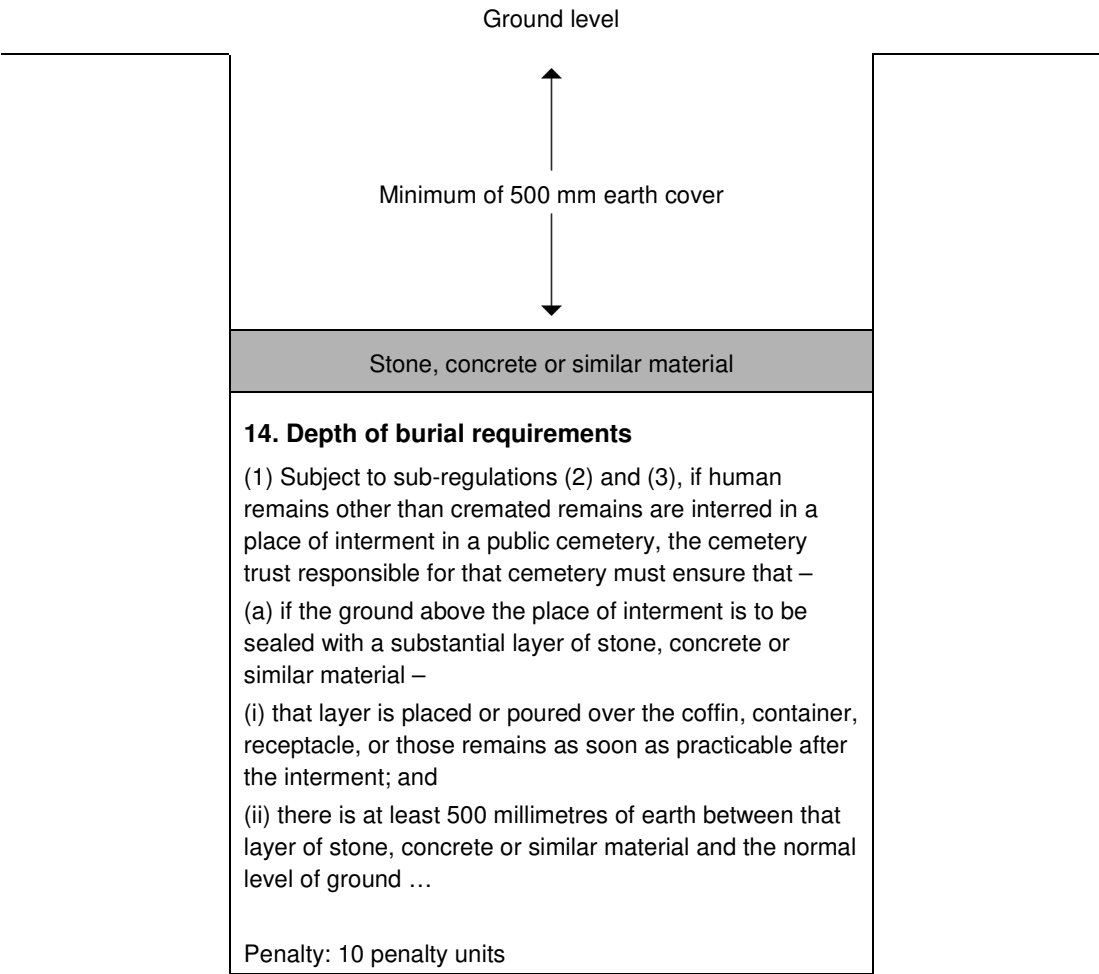 Ground level
Minimum of 500 mm earth cover
Stone, concrete or similar material
14. Depth of burial requirements
(1) Subject to sub-regulations (2) and (3), if human
remains other than cremated remains are interred in a
place of interment in a public cemetery, the cemetery
trust responsible for that cemetery must ensure that –
(a) if the ground above the place of interment is to be
sealed with a substantial layer of stone, concrete or
similar material –
(i) that layer is placed or poured over the coffin, container,
receptacle, or those remains as soon as practicable after
the interment; and
(ii) there is at least 500 millimetres of earth between that
layer of stone, concrete or similar material and the normal
level of ground …
Penalty: 10 penalty units